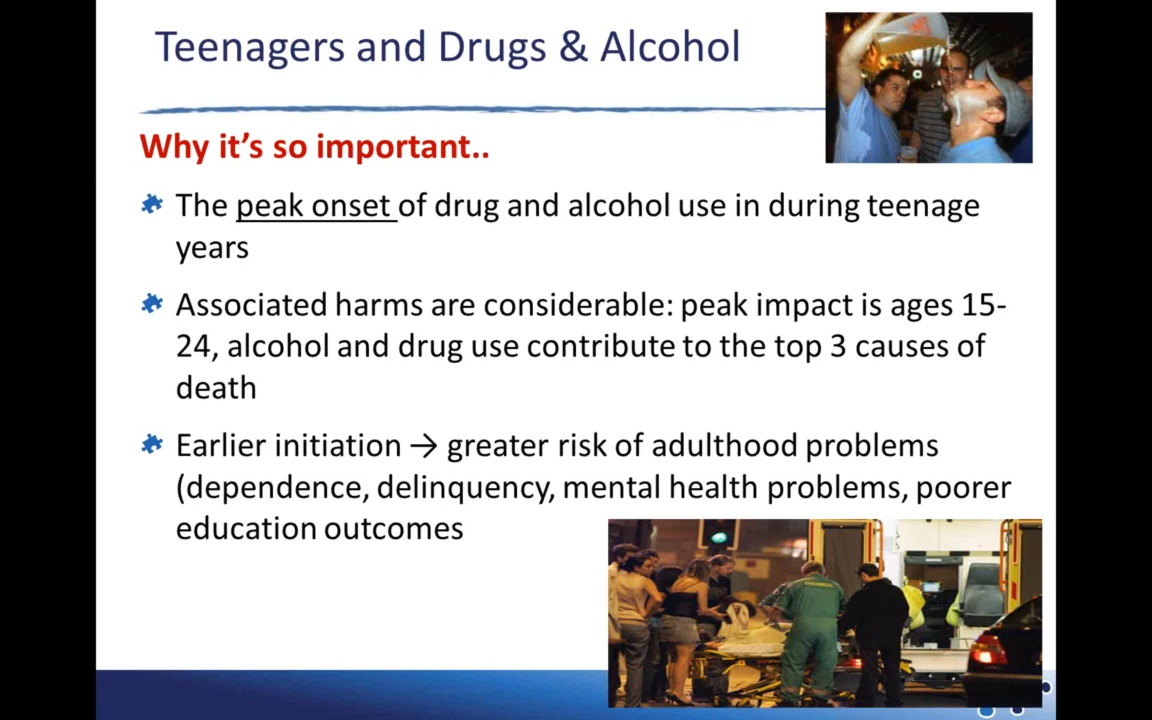 Teenagers and Drugs & Alcohol
Why it's so important..
The peak onset of drug and alcohol use in during teenage
years
Associated harms are considerable: peak impact is ages 15-
24, alcohol and drug use contribute to the top 3 causes of
death
Earlier initiation → greater risk of adulthood problems
(dependence, delinquency, mental health problems, poorer
education outcomes